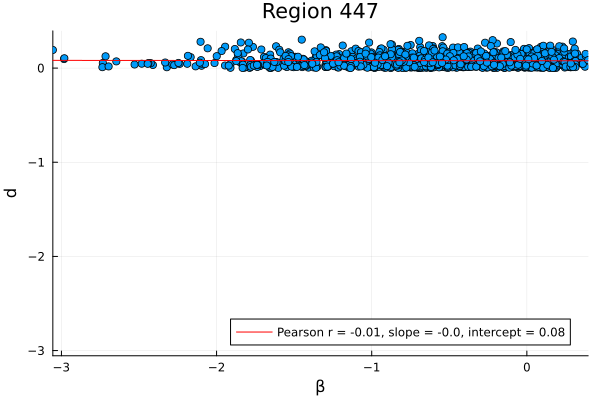 Region 447
d
0
−1
−2
−3
−3
−2
−1
0
β
Pearson r = -0.01, slope = -0.0, intercept = 0.08